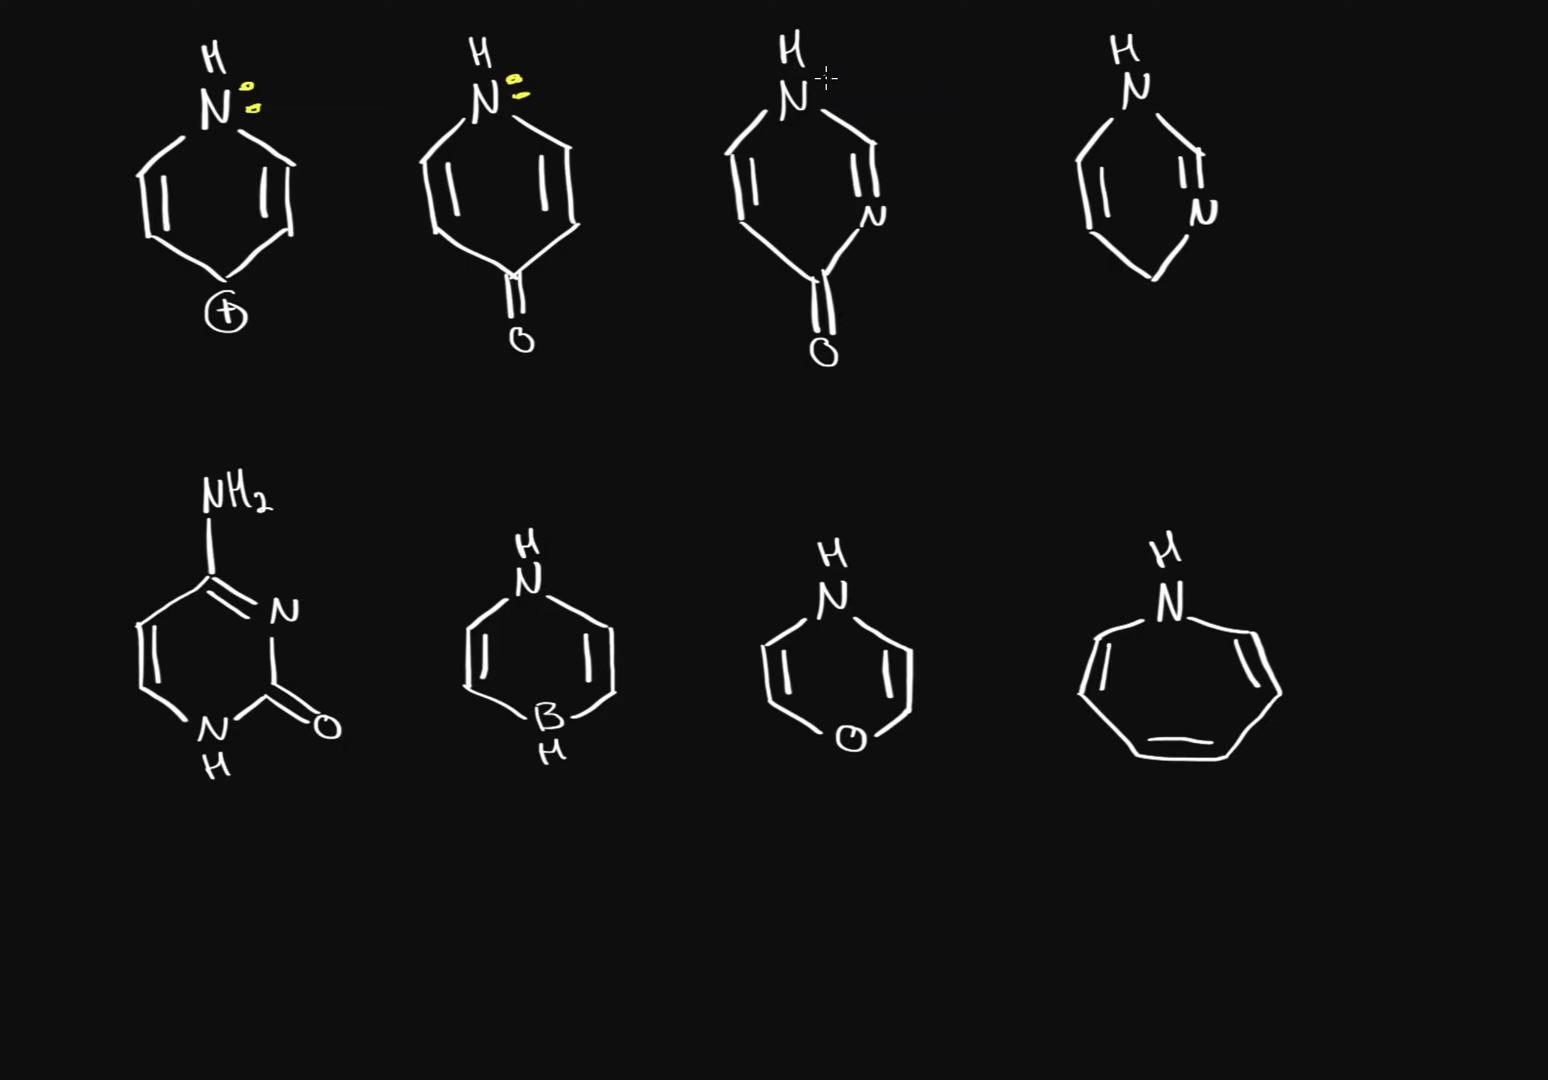 H H H H
N N N N
N N
⊕ O O
NH2
H H H
N N N N
N O B O
H H